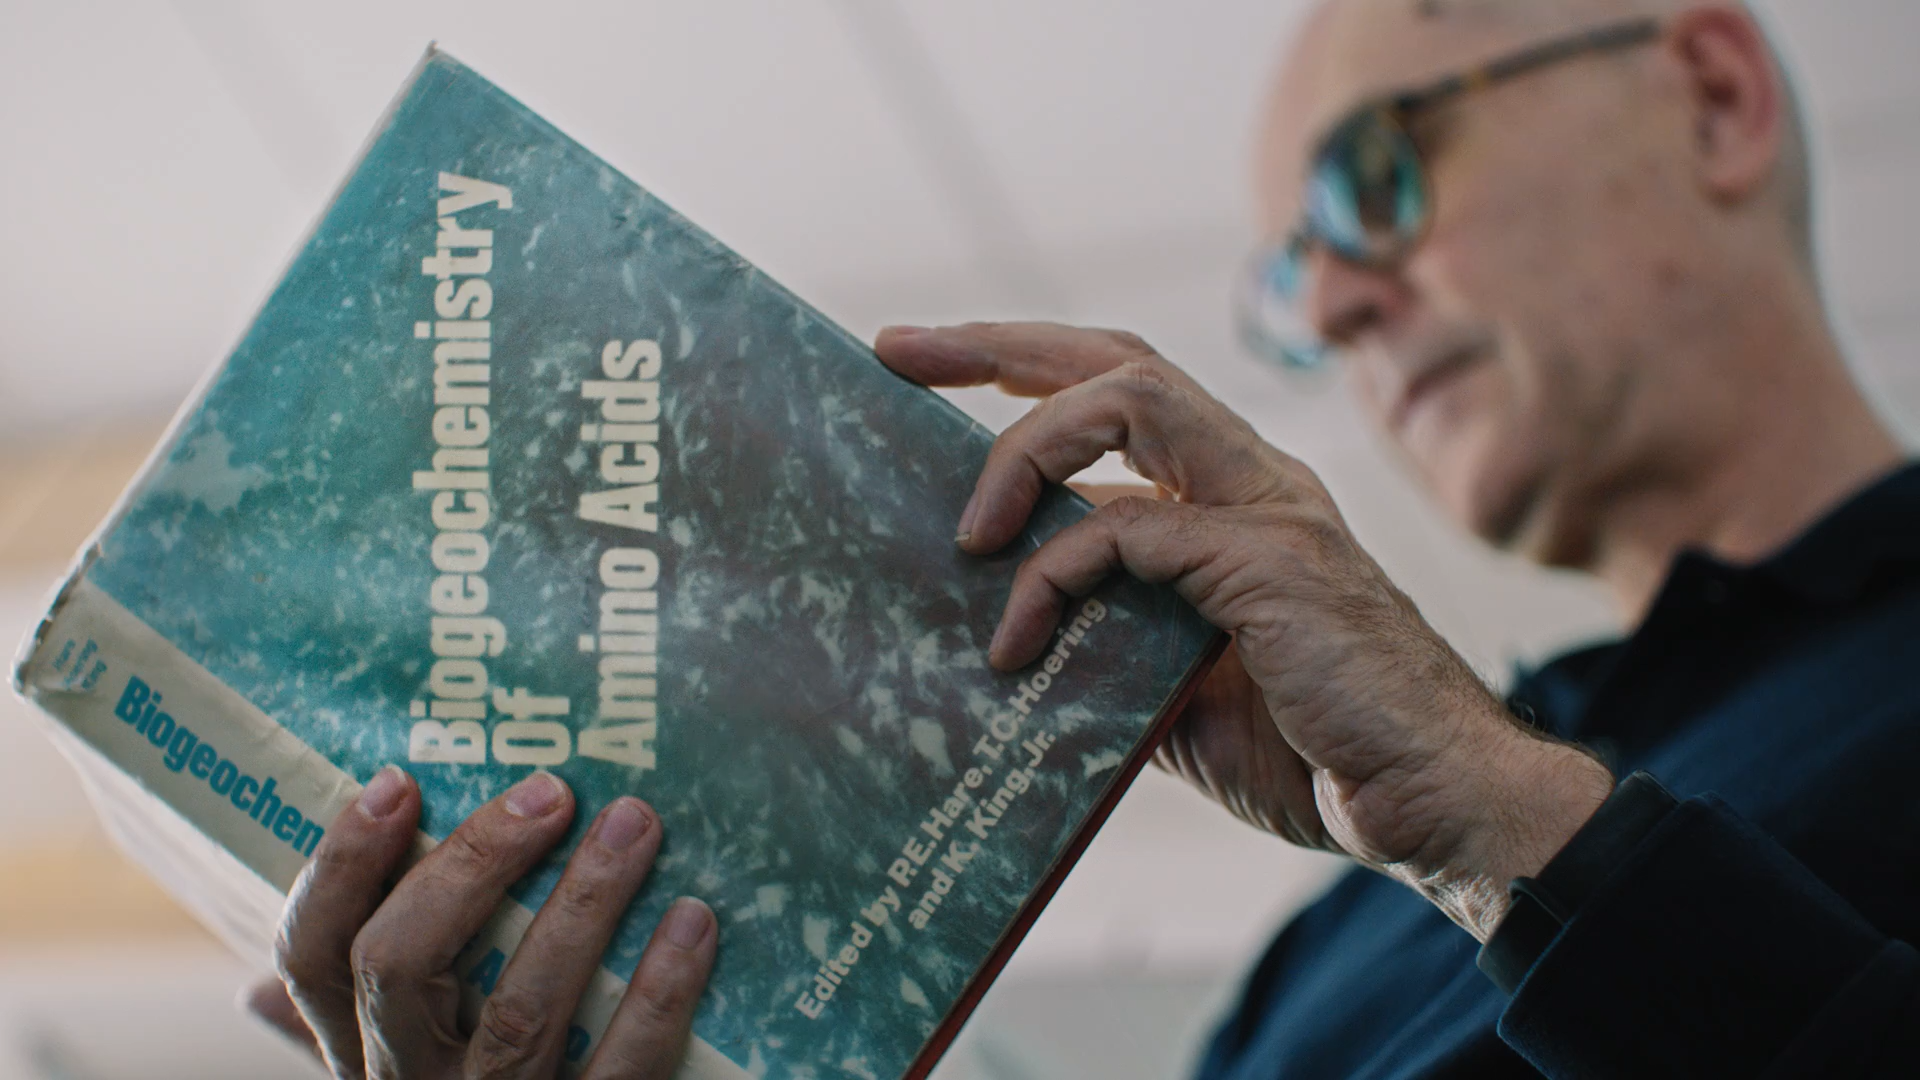 Biogeochemistry
Of
Amino Acids
Edited by P.E. Hare, T.C. Hoering
and K. King, Jr.
Biogeochem
A